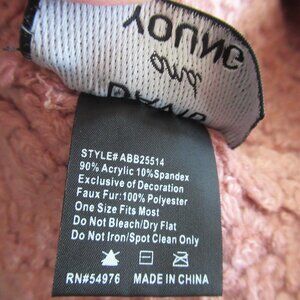 YOUNG
and
STYLE# ABB25514
90% Acrylic 10%Spandex
Exclusive of Decoration
Faux Fur: 100% Polyester
One Size Fits Most
Do Not Bleach/Dry Flat
Do Not Iron/Spot Clean Only
RN#54976 MADE IN CHINA